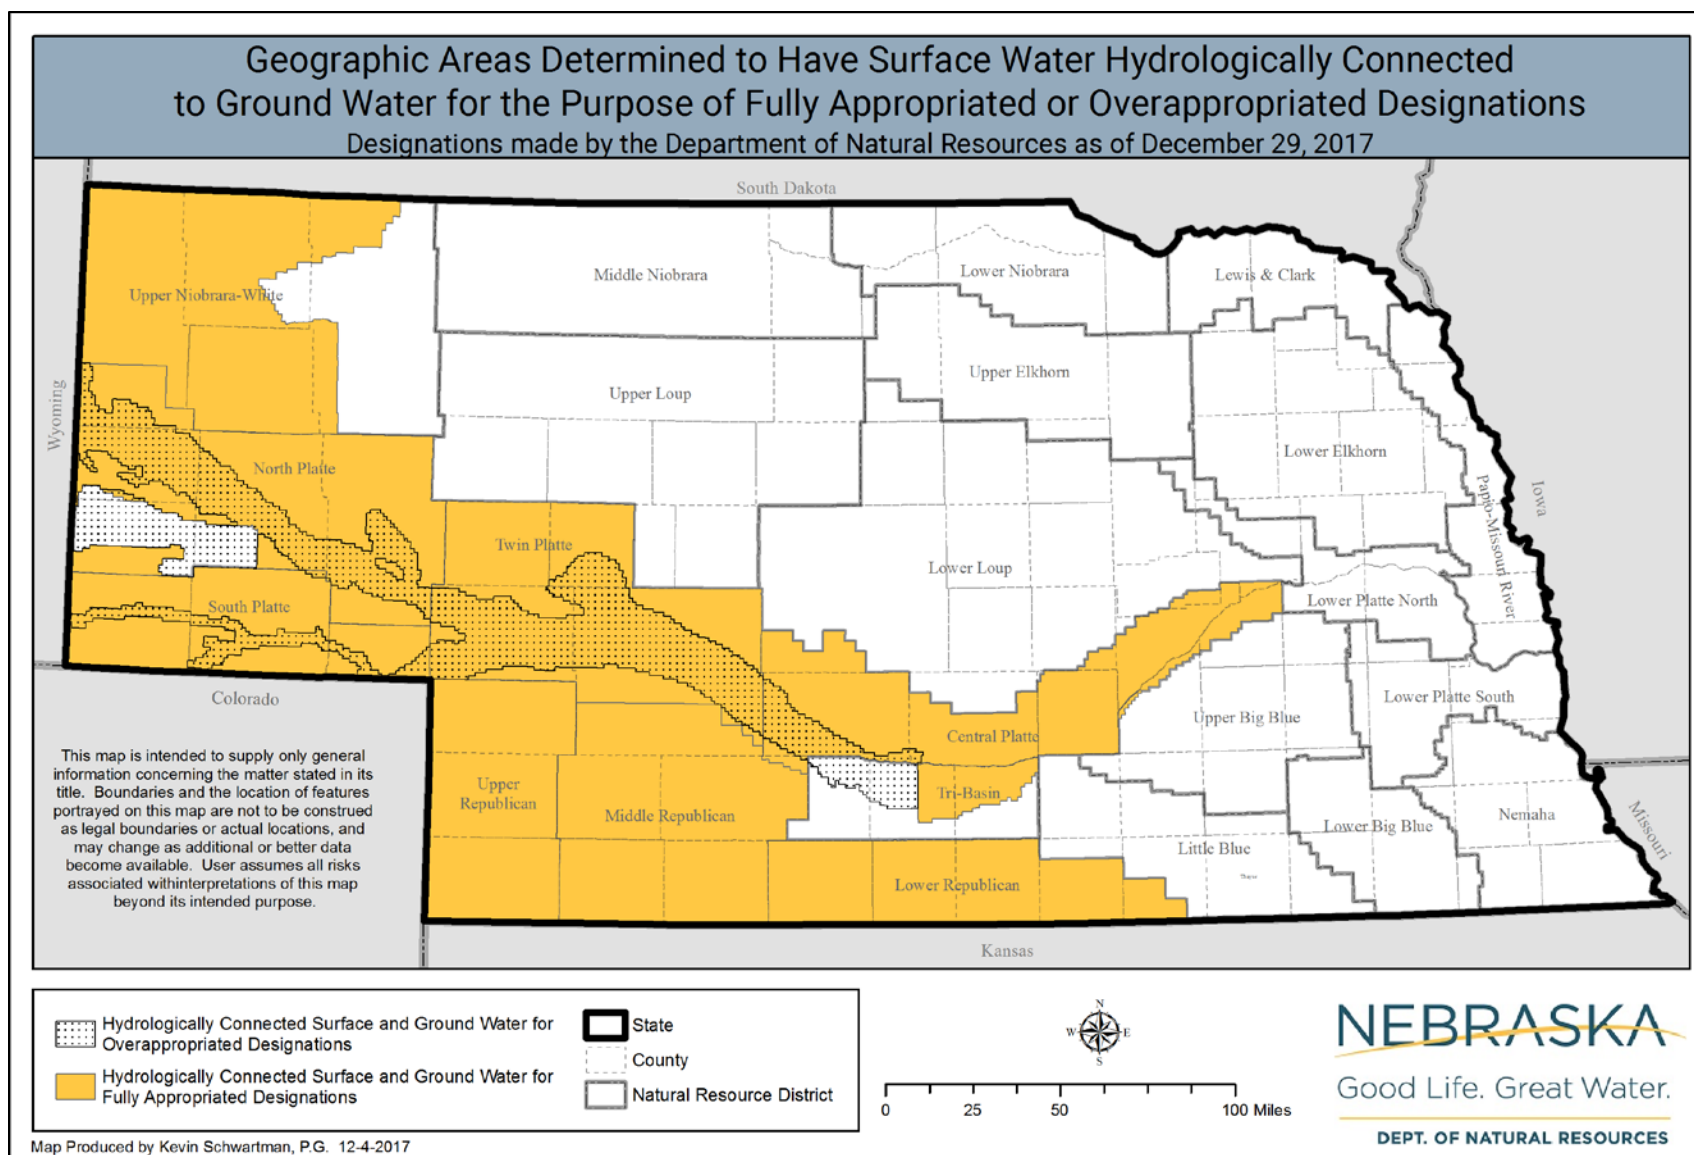 Geographic Areas Determined to Have Surface Water Hydrologically Connected
to Ground Water for the Purpose of Fully Appropriated or Overappropriated Designations
Designations made by the Department of Natural Resources as of December 29, 2017
South Dakota
Middle Niobrara
Lower Niobrara
Lewis & Clark
Upper Niobrara-White
Wyoming
Upper Loup
Upper Elkhorn
Lower Elkhorn
North Platte
Papio-Missouri River
Iowa
Twin Platte
Lower Loup
South Platte
Lower Platte North
Colorado
Lower Platte South
Upper Big Blue
Central Platte
This map is intended to supply only general
information concerning the matter stated in its
title. Boundaries and the location of features
portrayed on this map are not to be construed
as legal boundaries or actual locations, and
may change as additional or better data
become available. User assumes all risks
associated withinterpretations of this map
beyond its intended purpose.
Upper
Republican
Middle Republican
Tri-Basin
Nemaha
Lower Big Blue
Missouri
Little Blue
Lower Republican
Kansas
Hydrologically Connected Surface and Ground Water for
Overappropriated Designations
Hydrologically Connected Surface and Ground Water for
Fully Appropriated Designations
State
County
Natural Resource District
N
W
E
S
0 25 50 100 Miles
NEBRASKA
Good Life. Great Water.
DEPT. OF NATURAL RESOURCES
Map Produced by Kevin Schwartman, P.G. 12-4-2017